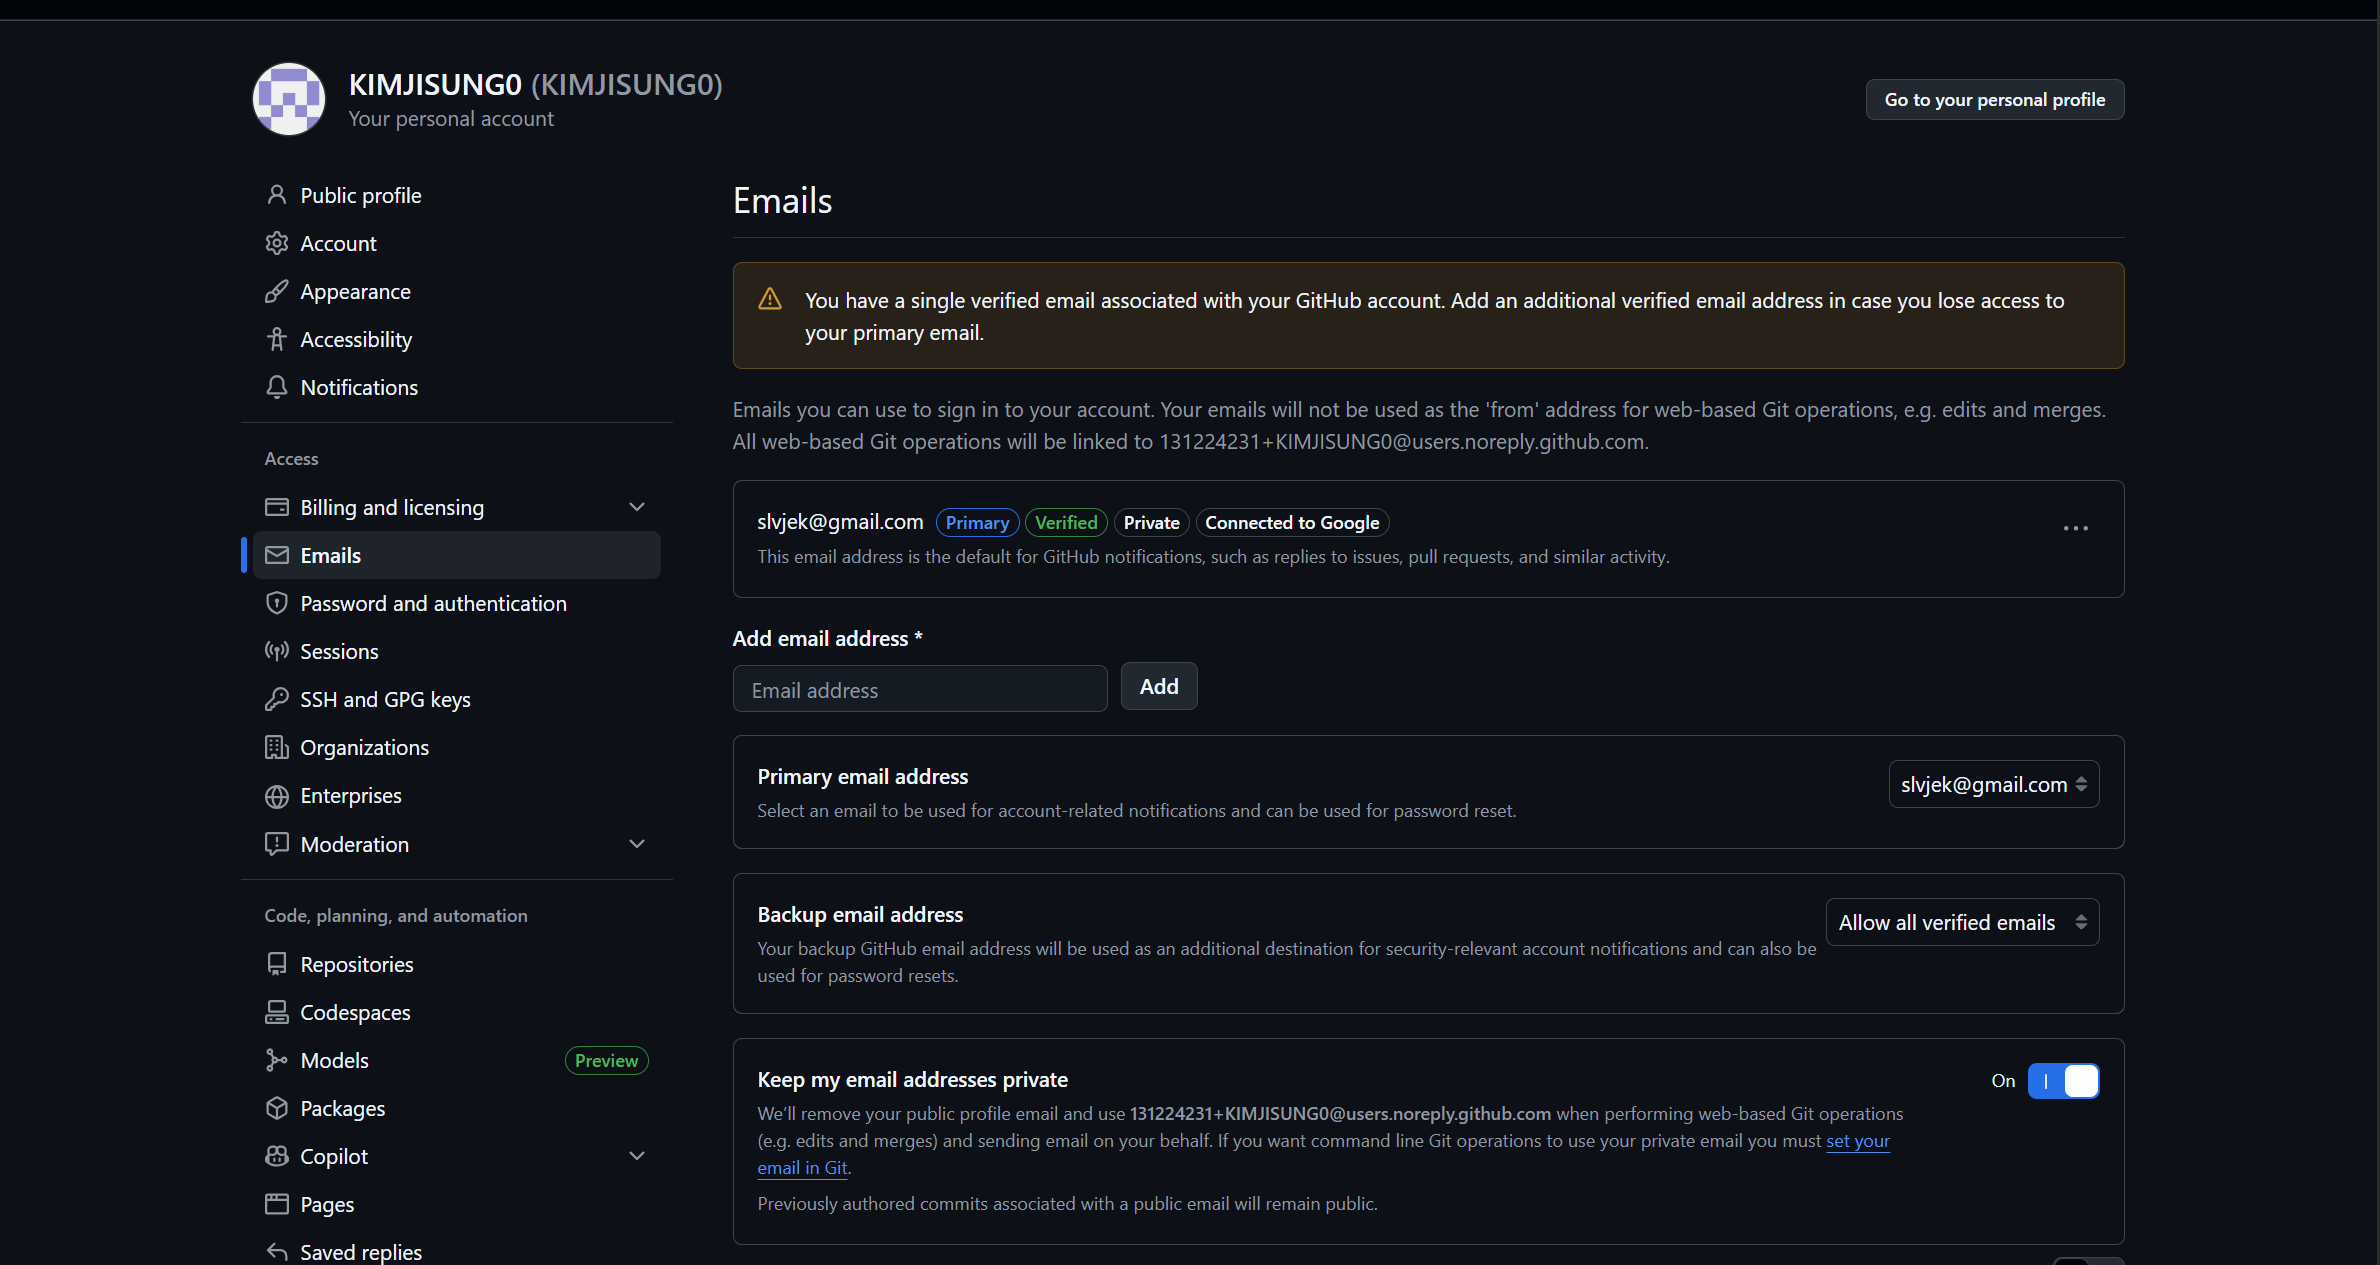 KIMJISUNG0 (KIMJISUNG0)
Your personal account
Go to your personal profile
Public profile
Account
Appearance
Accessibility
Notifications
Access
Billing and licensing
Emails
Password and authentication
Sessions
SSH and GPG keys
Organizations
Enterprises
Moderation
Code, planning, and automation
Repositories
Codespaces
Models Preview
Packages
Copilot
Pages
Saved replies
Emails
You have a single verified email associated with your GitHub account. Add an additional verified email address in case you lose access to
your primary email.
Emails you can use to sign in to your account. Your emails will not be used as the 'from' address for web-based Git operations, e.g. edits and merges.
All web-based Git operations will be linked to 131224231+KIMJISUNG0@users.noreply.github.com.
slvjek@gmail.com Primary Verified Private Connected to Google
This email address is the default for GitHub notifications, such as replies to issues, pull requests, and similar activity.
Add email address *
Email address Add
Primary email address
Select an email to be used for account-related notifications and can be used for password reset.
slvjek@gmail.com
Backup email address
Your backup GitHub email address will be used as an additional destination for security-relevant account notifications and can also be
used for password resets.
Allow all verified emails
Keep my email addresses private
We'll remove your public profile email and use 131224231+KIMJISUNG0@users.noreply.github.com when performing web-based Git operations
(e.g. edits and merges) and sending email on your behalf. If you want command line Git operations to use your private email you must set your
email in Git.
Previously authored commits associated with a public email will remain public.
On